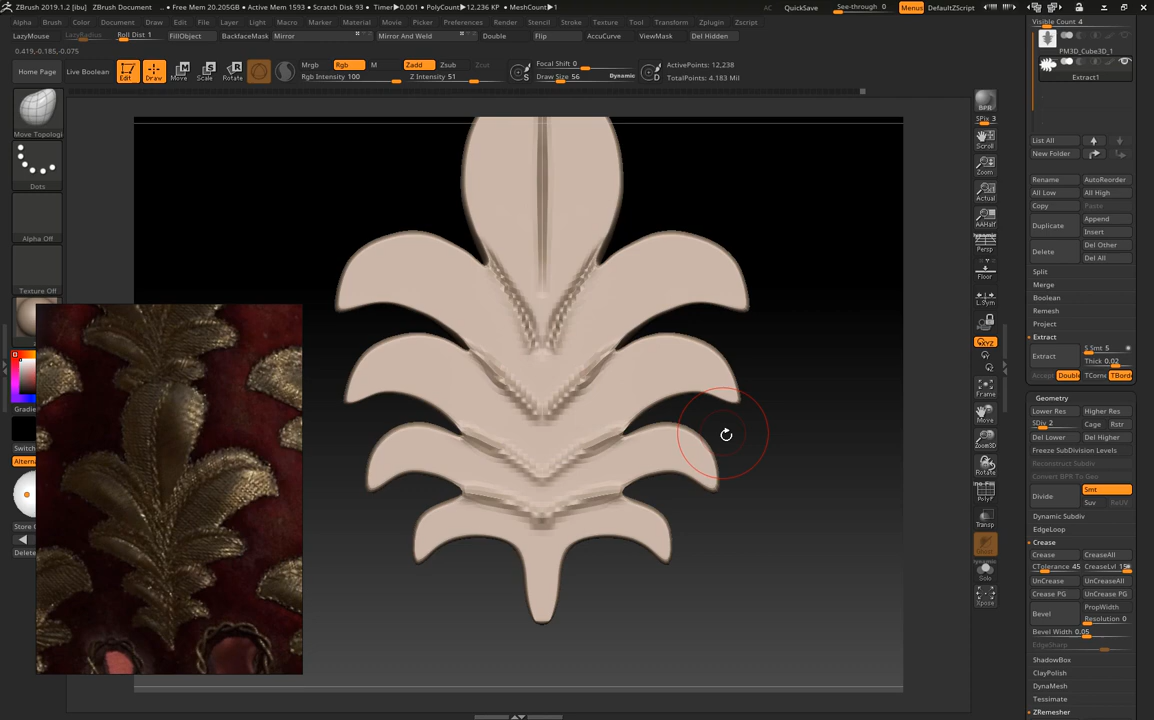 ZBrush 2019.1.2 [ibu]  ZBrush Document  .. • Free Mem 20.205GB • Active Mem 1593 • Scratch Disk 93 • Timer▶0.001 • PolyCount▶12.236 KP • MeshCount▶1
AC QuickSave See-through 0 Menus DefaultZScript
Alpha Brush Color Document Draw Edit File Layer Light Macro Marker Material Movie Picker Preferences Render Stencil Stroke Texture Tool Transform Zplugin Zscript
LazyMouse LazyRadius Roll Dist 1 FillObject BackfaceMask Mirror Mirror And Weld Double Flip AccuCurve ViewMask Del Hidden
0.419,-0.185,-0.075
Home Page Live Boolean Edit Draw Move Scale Rotate Mrgb Rgb M Zadd Zsub Zcut Focal Shift 0 ActivePoints: 12,238
Rgb Intensity 100 Z Intensity 51 Draw Size 56 Dynamic TotalPoints: 4.183 Mil
Move Topologi
Dots
Alpha Off
Texture Off
Gradie
Switch
Alterna
Store
Delete
BPR
SPix 3
Scroll
Zoom
Actual
AAHalf
Persp
Floor
L.Sym
XYZ
Frame
Move
Zoom3D
Rotate
PolyF
Transp
Solo
Xpose
Visible Count 4
PM3D_Cube3D_1
Extract1
List All
New Folder
Rename AutoReorder
All Low All High
Copy Paste
Duplicate Append
Insert
Delete Del Other
Del All
Split
Merge
Boolean
Remesh
Project
Extract
Extract S Smt 5
Thick 0.02
Accept Doubl TCorne TBord
Geometry
Lower Res Higher Res
SDiv 2 Cage Rstr
Del Lower Del Higher
Freeze SubDivision Levels
Reconstruct Subdiv
Convert BPR To Geo
Divide Smt
Suv ReUV
Dynamic Subdiv
EdgeLoop
Crease
Crease CreaseAll
CTolerance 45 CreaseLvl 15
UnCrease UnCreaseAll
Crease PG UnCrease PG
Bevel PropWidth
Resolution 0
Bevel Width 0.05
EdgeSharp
ShadowBox
ClayPolish
DynaMesh
Tessimate
ZRemesher